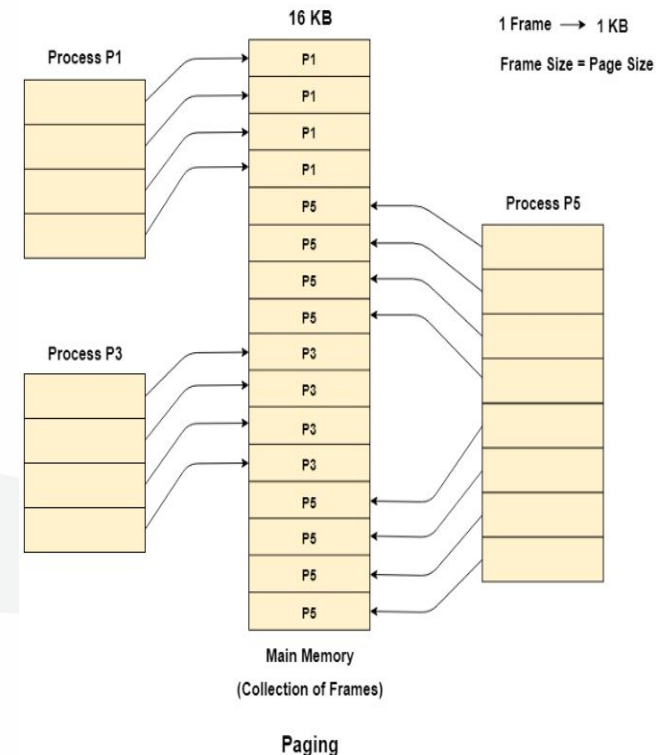 16 KB
1 Frame → 1 KB
Frame Size = Page Size
Process P1
P1
P1
P1
P1
P5
P5
P5
P5
P3
P3
P3
P3
P5
P5
P5
P5
Process P5
Process P3
Main Memory
(Collection of Frames)
Paging